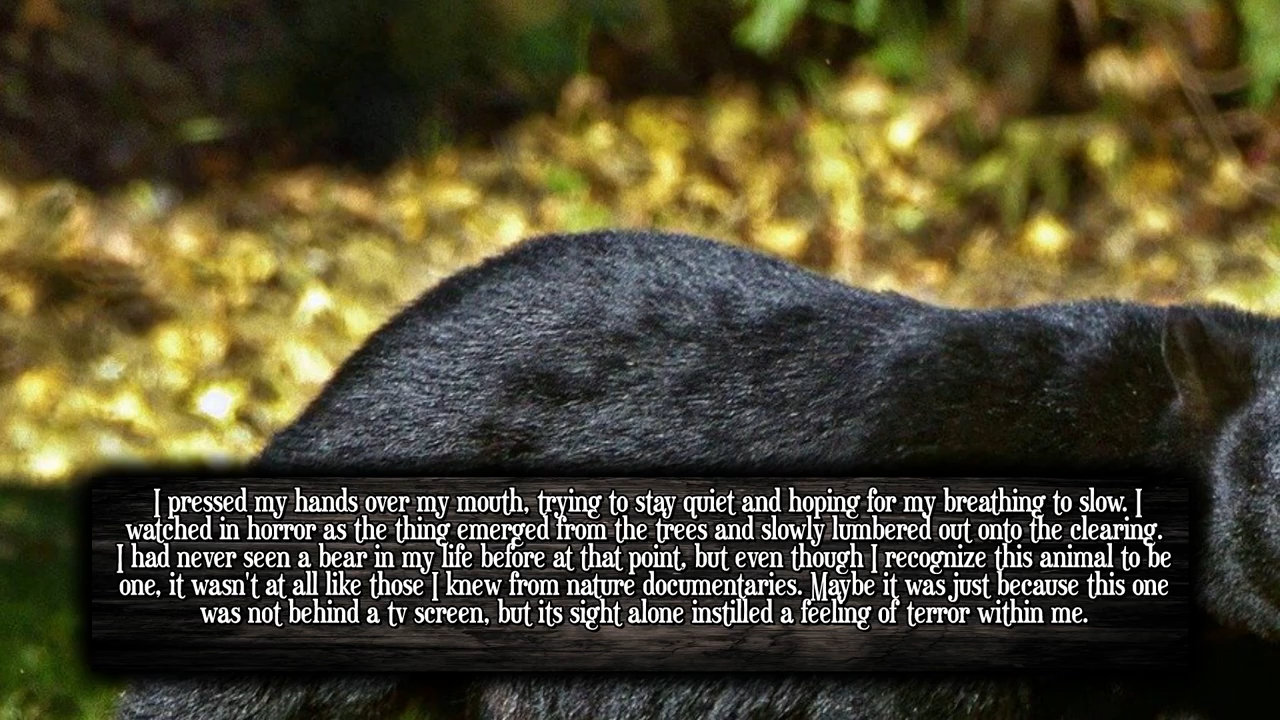 I pressed my hands over my mouth, trying to stay quiet and hoping for my breathing to slow. I
watched in horror as the thing emerged from the trees and slowly lumbered out onto the clearing.
I had never seen a bear in my life before at that point, but even though I recognize this animal to be
one, it wasn't at all like those I knew from nature documentaries. Maybe it was just because this one
was not behind a tv screen, but its sight alone instilled a feeling of terror within me.